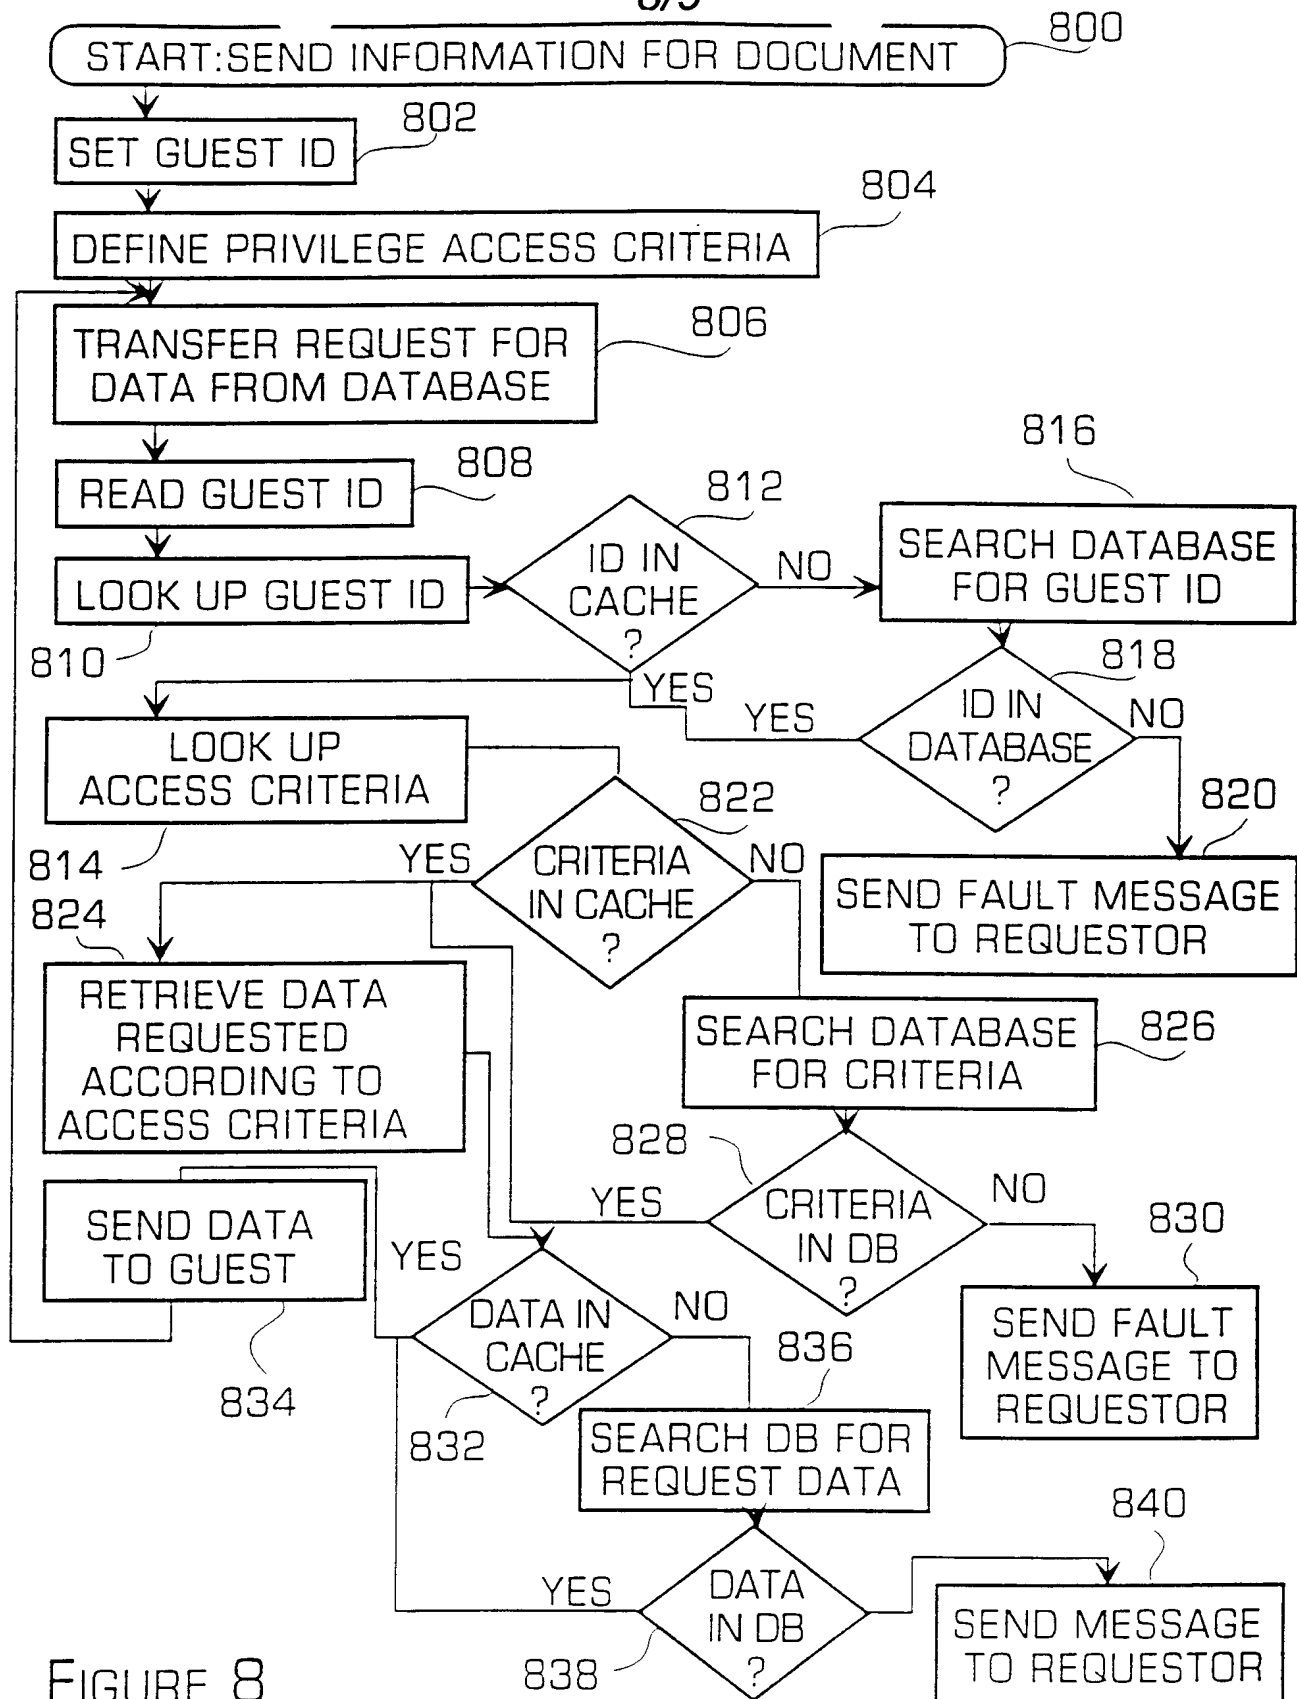 8/9
START:SEND INFORMATION FOR DOCUMENT
800
SET GUEST ID
802
DEFINE PRIVILEGE ACCESS CRITERIA
804
TRANSFER REQUEST FOR
DATA FROM DATABASE
806
READ GUEST ID
808
LOOK UP GUEST ID
810
ID IN
CACHE
?
812
NO
YES
SEARCH DATABASE
FOR GUEST ID
816
ID IN
DATABASE
?
818
YES
NO
820
SEND FAULT MESSAGE
TO REQUESTOR
LOOK UP
ACCESS CRITERIA
814
CRITERIA
IN CACHE
?
822
YES
NO
824
RETRIEVE DATA
REQUESTED
ACCORDING TO
ACCESS CRITERIA
SEARCH DATABASE
FOR CRITERIA
826
828
CRITERIA
IN DB
?
YES
NO
830
SEND FAULT
MESSAGE TO
REQUESTOR
SEND DATA
TO GUEST
834
YES
DATA IN
CACHE
?
832
NO
836
SEARCH DB FOR
REQUEST DATA
YES
DATA
IN DB
?
838
840
SEND MESSAGE
TO REQUESTOR
FIGURE 8